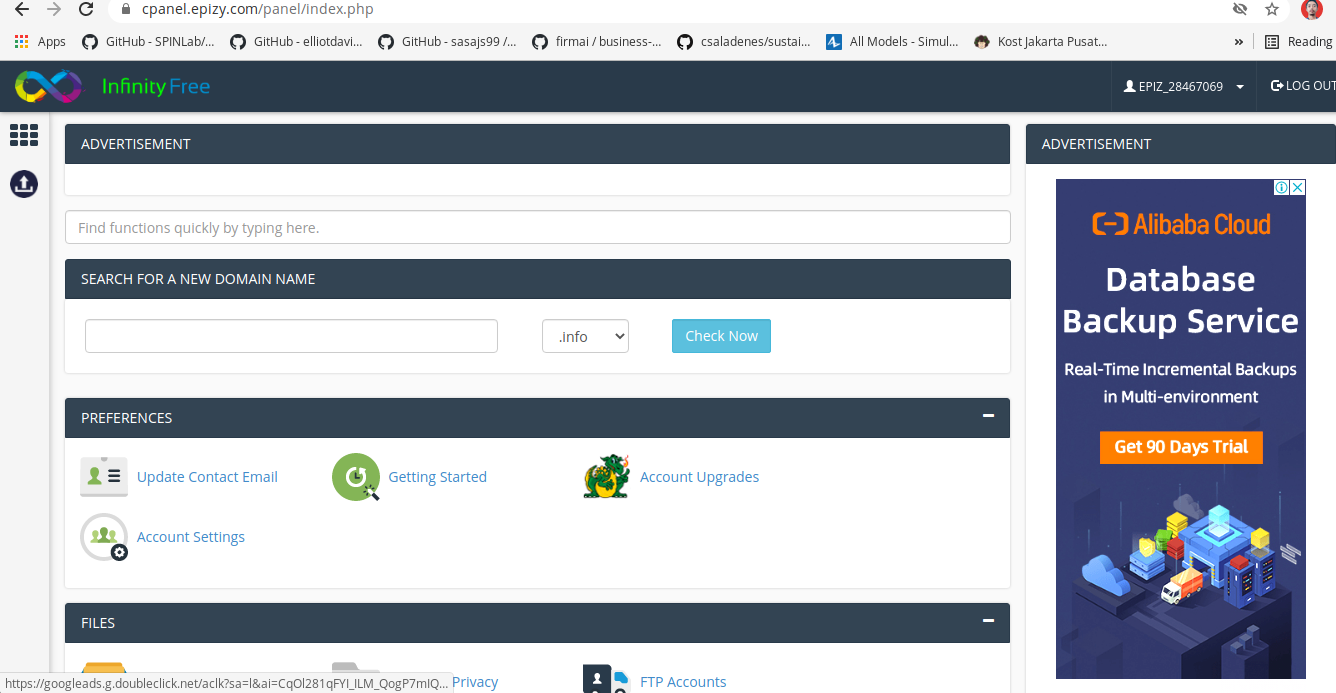 cpanel.epizy.com/panel/index.php
Apps GitHub - SPINLab/... GitHub - elliotdavi... GitHub - sasajs99 /... firmai / business-... csaladenes/sustai... All Models - Simul... Kost Jakarta Pusat... » Reading
InfinityFree EPIZ_28467069 LOG OUT
ADVERTISEMENT
Find functions quickly by typing here.
SEARCH FOR A NEW DOMAIN NAME
.info Check Now
PREFERENCES
Update Contact Email Getting Started Account Upgrades
Account Settings
FILES
Privacy FTP Accounts
https://googleads.g.doubleclick.net/aclk?sa=l&ai=CqOl281qFYI_ILM_QogP7mIQ...
ADVERTISEMENT
Alibaba Cloud
Database
Backup Service
Real-Time Incremental Backups
in Multi-environment
Get 90 Days Trial